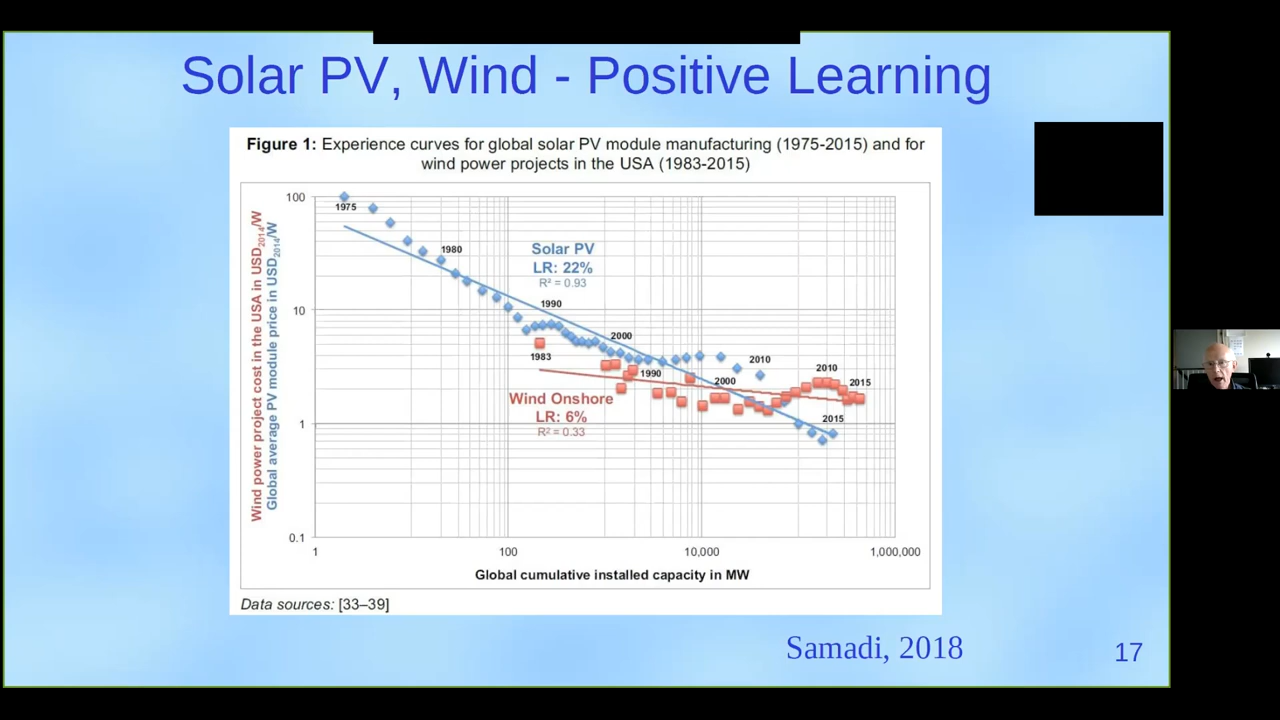 Solar PV, Wind - Positive Learning
Figure 1: Experience curves for global solar PV module manufacturing (1975-2015) and for
wind power projects in the USA (1983-2015)
Wind power project cost in the USA in USD2014/W
Global average PV module price in USD2014/W
100
10
1
0.1
1975
1980
Solar PV
LR: 22%
R² = 0.93
1990
2000
1983
1990
2010
2000
2010
2015
Wind Onshore
LR: 6%
R² = 0.33
2015
1
100
10,000
1,000,000
Global cumulative installed capacity in MW
Data sources: [33–39]
Samadi, 2018
17